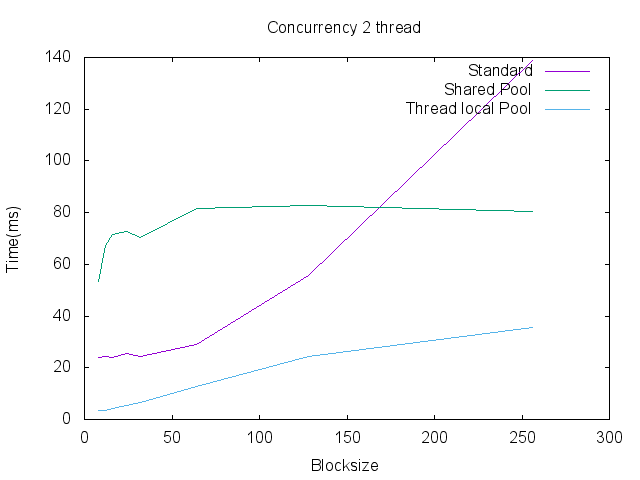 Concurrency 2 thread
140
120
100
80
60
40
20
0
Time(ms)
Standard
Shared Pool
Thread local Pool
0 50 100 150 200 250 300
Blocksize